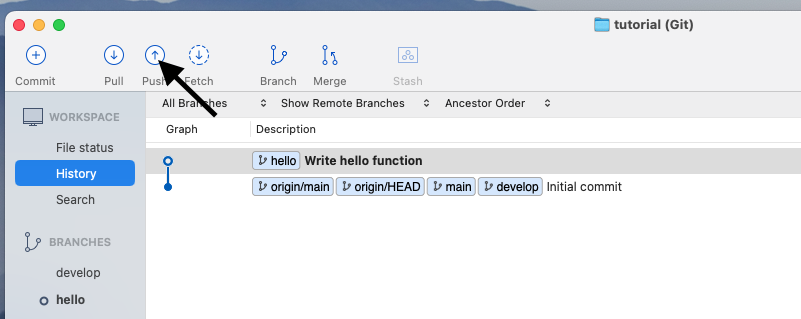 tutorial (Git)
Commit Pull Push Fetch Branch Merge Stash
All Branches Show Remote Branches Ancestor Order
Graph Description
WORKSPACE
File status
History
Search
BRANCHES
develop
hello
hello Write hello function
origin/main origin/HEAD main develop Initial commit